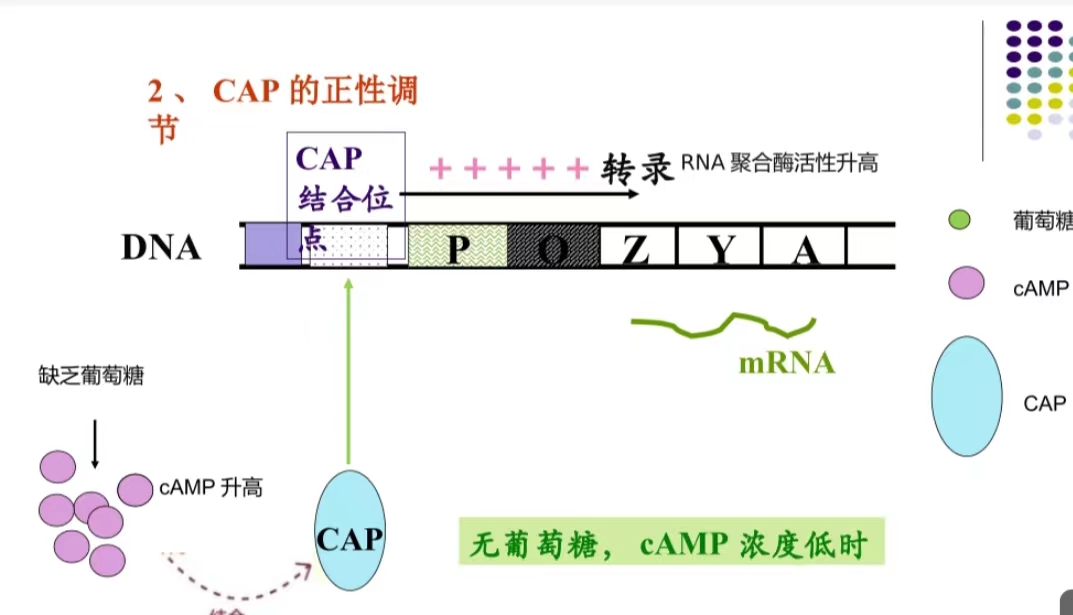 2 、 CAP 的正性调
节
CAP
结合位
点
+ + + + + 转录
RNA 聚合酶活性升高
DNA
P O Z Y A
葡萄糖
cAMP
mRNA
缺乏葡萄糖
CAP
cAMP 升高
CAP
无葡萄糖， cAMP 浓度低时